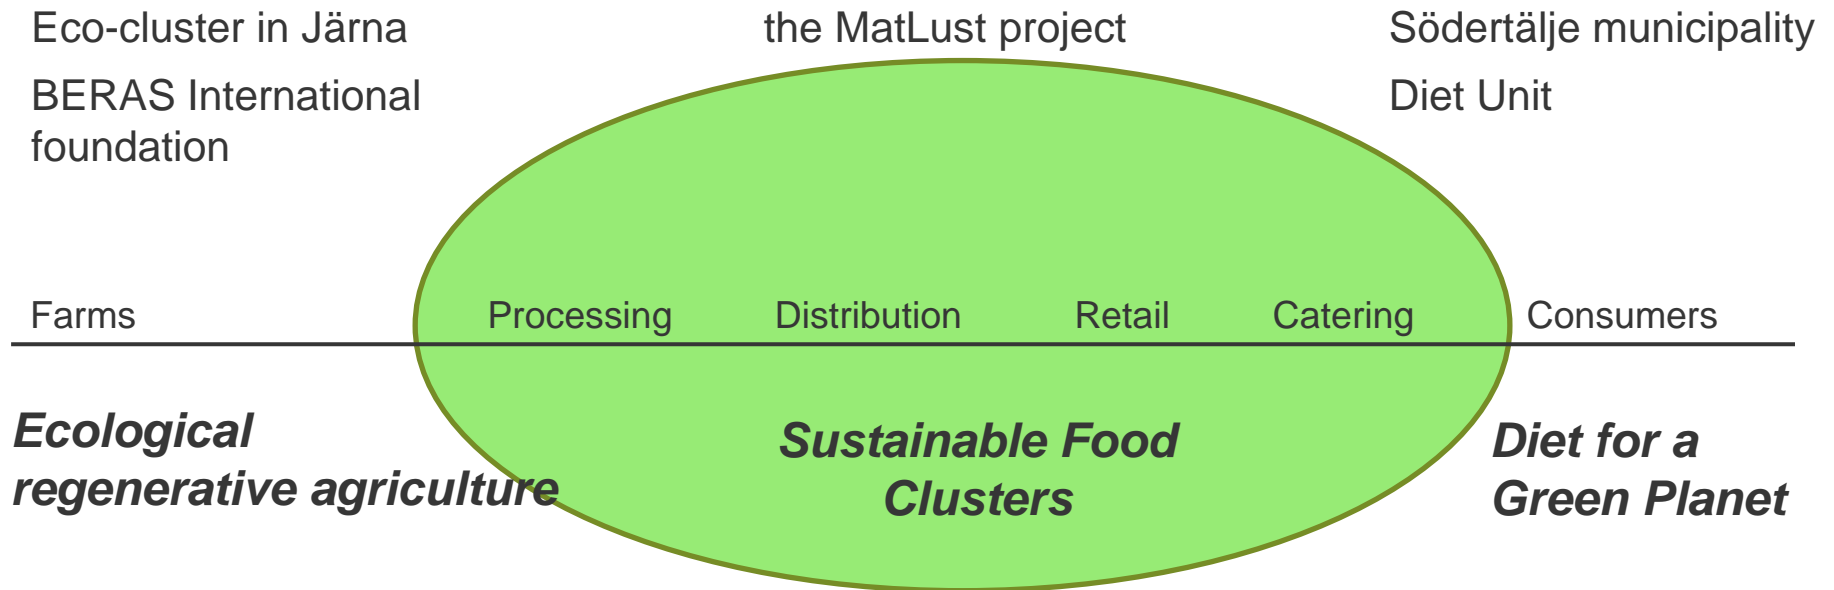 Eco-cluster in Järna
BERAS International
foundation
the MatLust project
Södertälje municipality
Diet Unit
Farms
Processing
Distribution
Retail
Catering
Consumers
Ecological
regenerative agriculture
Sustainable Food
Clusters
Diet for a
Green Planet